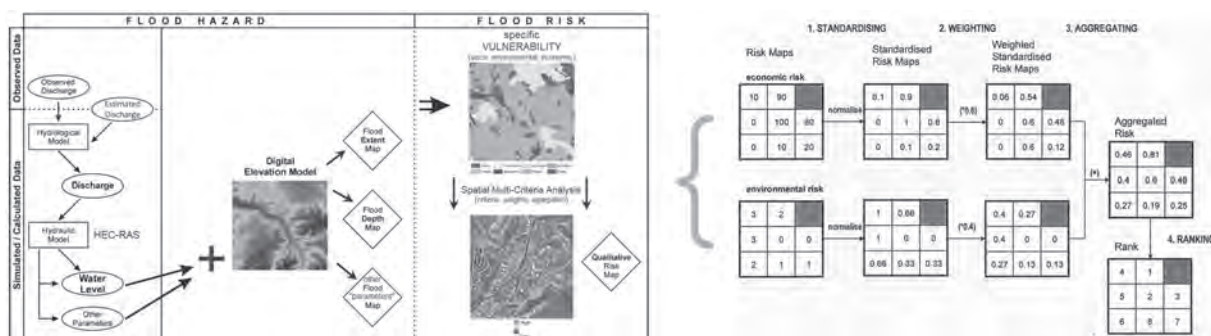 FLOOD HAZARD
FLOOD RISK
Observed Data
Simulated / Calculated Data
Observed
Discharge
Estimated
Discharge
Hydrological
Model
Discharge
Hydraulic
Model
HEC-RAS
Water
Level
Other
Parameters
+
Digital
Elevation Model
Flood
Extent
Map
Flood
Depth
Map
other
Flood
"parameters"
Map
specific
VULNERABILITY
Spatial Multi-Criteria Analysis
(criteria, weights, aggregation)
Qualitative
Risk Map
1. STANDARDISING
2. WEIGHTING
3. AGGREGATING
Risk Maps
Standardised
Risk Maps
Weighted
Standardised
Risk Maps
economic risk
10 90
0 100 80
0 10 20
normalise
0.1 0.9
0 1 0.8
0 0.1 0.2
(*0.6)
0.06 0.54
0 0.6 0.48
0 0.6 0.12
environmental risk
3 2
3 0 0
2 1 1
normalise
1 0.66
1 0 0
0.66 0.33 0.33
(*0.4)
0.4 0.27
0.4 0 0
0.27 0.13 0.13
(+)
Aggregated
Risk
0.46 0.81
0.4 0.6 0.48
0.27 0.19 0.25
4. RANKING
Rank
4 1
5 2 3
6 8 7